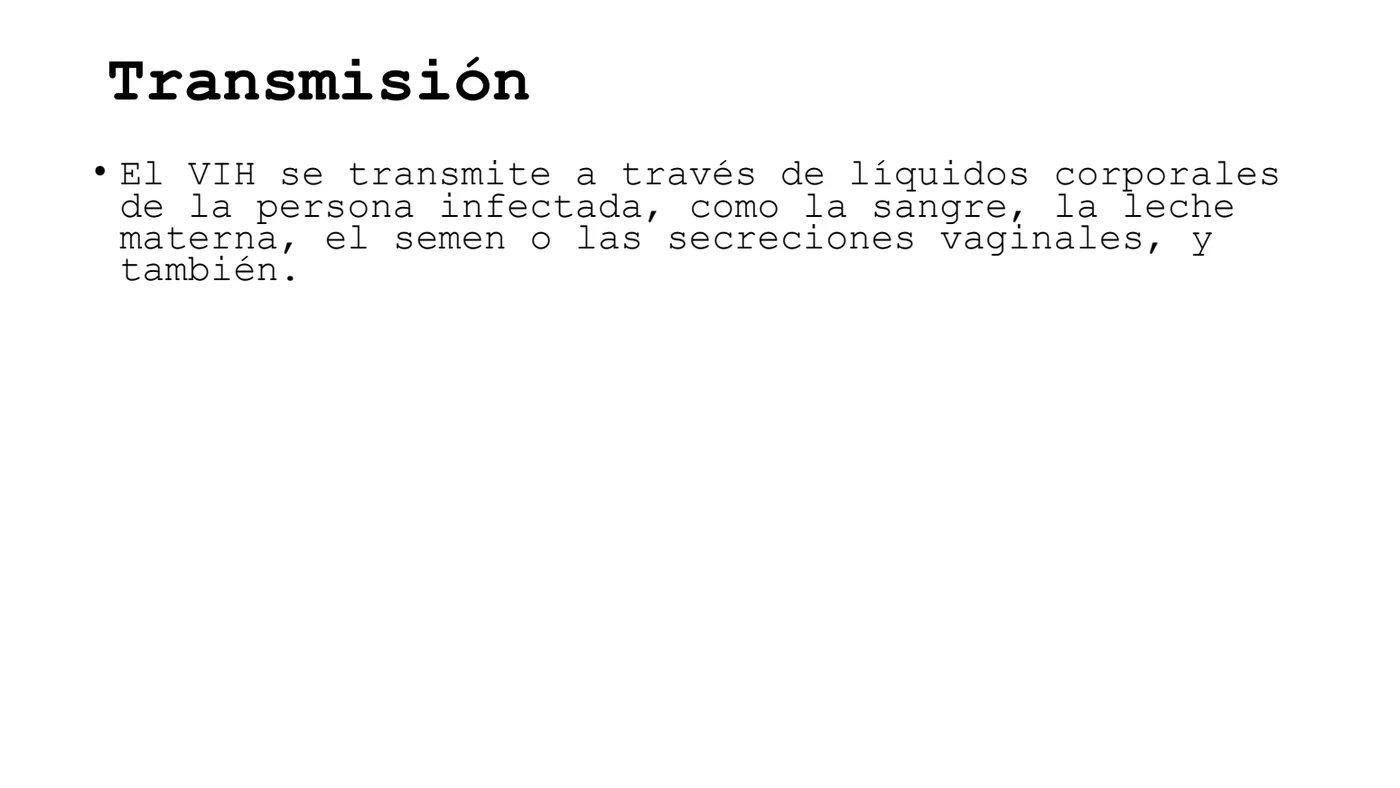 Transmisión
• El VIH se transmite a través de líquidos corporales
de la persona infectada, como la sangre, la leche
materna, el semen o las secreciones vaginales, y
también.